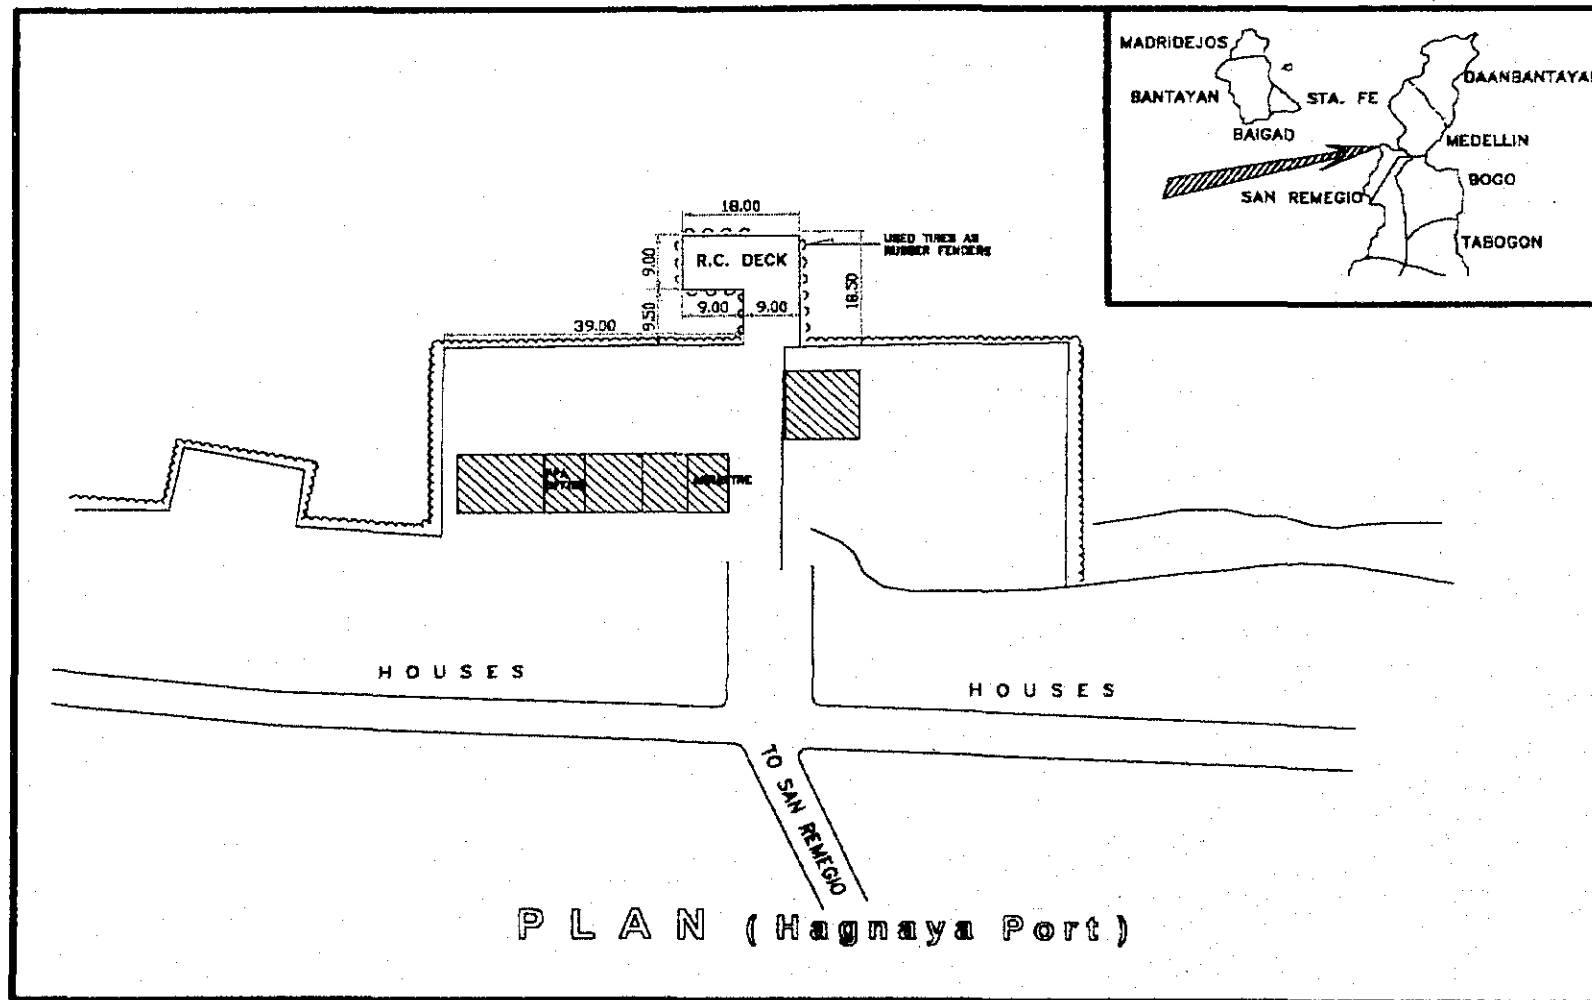 MADRIDEJOS
DAANBANTAYAN
BANTAYAN
STA. FE
BAIGAD
MEDELLIN
BOGO
SAN REMEGIO
TABOGON
18.00
USED TIRES AS
RUBBER FENDERS
R.C. DECK
9.00
18.50
9.00
9.00
9.50
39.00
HOUSES
HOUSES
TO SAN REMEGIO
PLAN (Hagnaya Port)